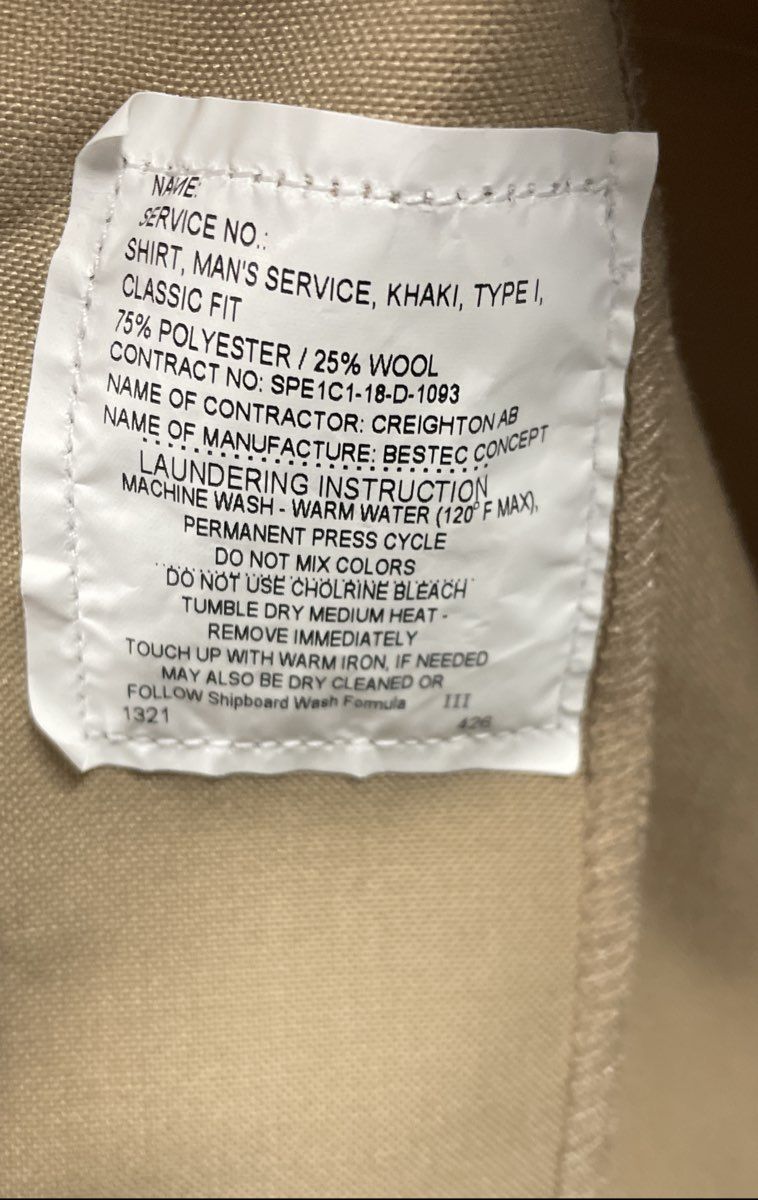 NAME:
SERVICE NO.:
SHIRT, MAN'S SERVICE, KHAKI, TYPE I,
CLASSIC FIT
75% POLYESTER / 25% WOOL
CONTRACT NO: SPE1C1-18-D-1093
NAME OF CONTRACTOR: CREIGHTON AB
NAME OF MANUFACTURE: BESTEC CONCEPT
LAUNDERING INSTRUCTION
MACHINE WASH - WARM WATER (120° F MAX),
PERMANENT PRESS CYCLE
DO NOT MIX COLORS
DO NOT USE CHOLRINE BLEACH
TUMBLE DRY MEDIUM HEAT -
REMOVE IMMEDIATELY
TOUCH UP WITH WARM IRON, IF NEEDED
MAY ALSO BE DRY CLEANED OR
FOLLOW Shipboard Wash Formula III
1321 426